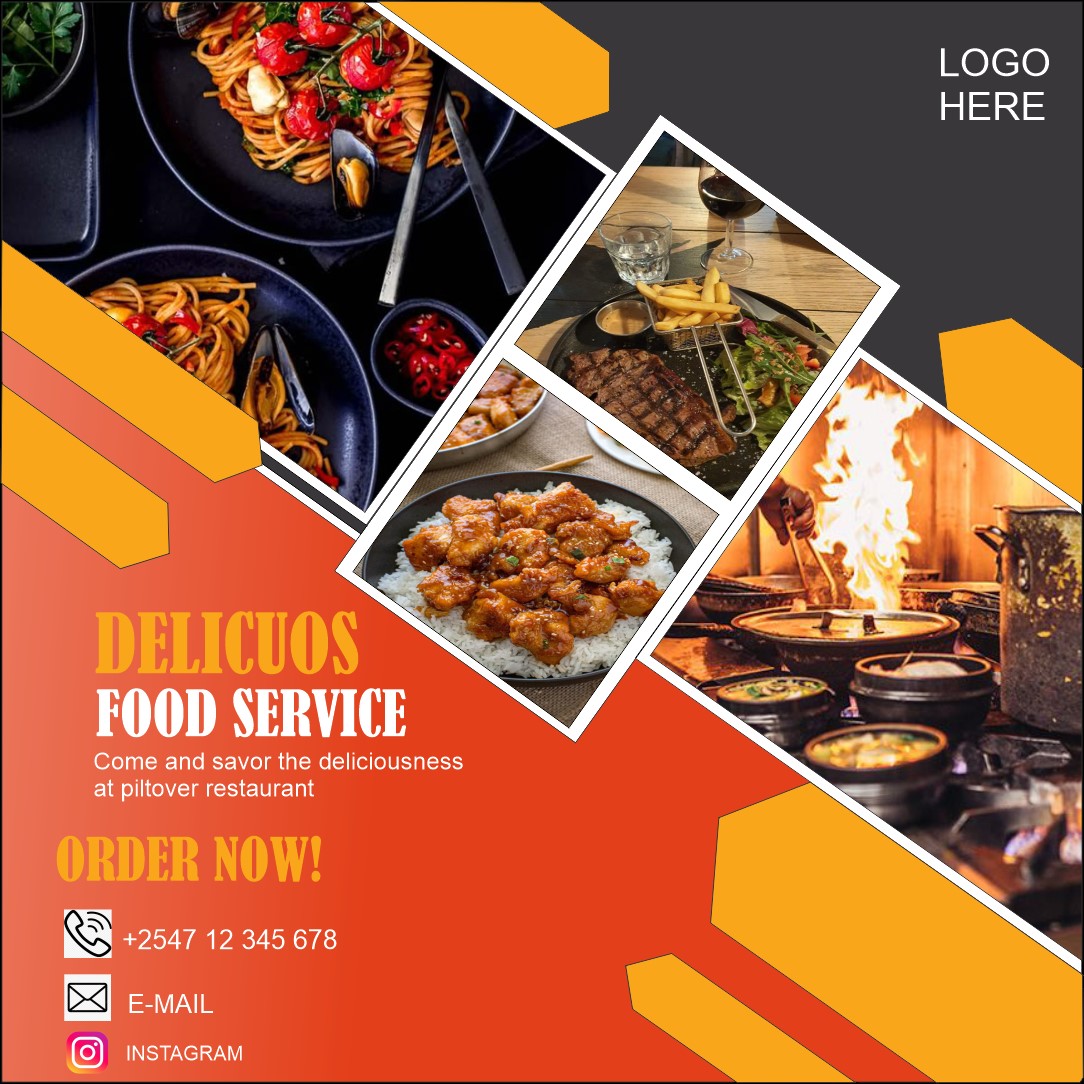 LOGO
HERE
DELICUOS
FOOD SERVICE
Come and savor the deliciousness
at piltover restaurant
ORDER NOW!
+2547 12 345 678
E-MAIL
INSTAGRAM